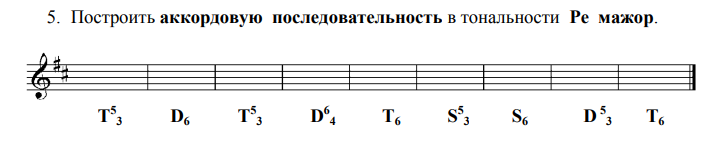 5. Построить аккордовую последовательность в тональности Ре мажор.
T⁵₃ D₆ T⁵₃ D⁶₄ T₆ S⁵₃ S₆ D⁵₃ T₆